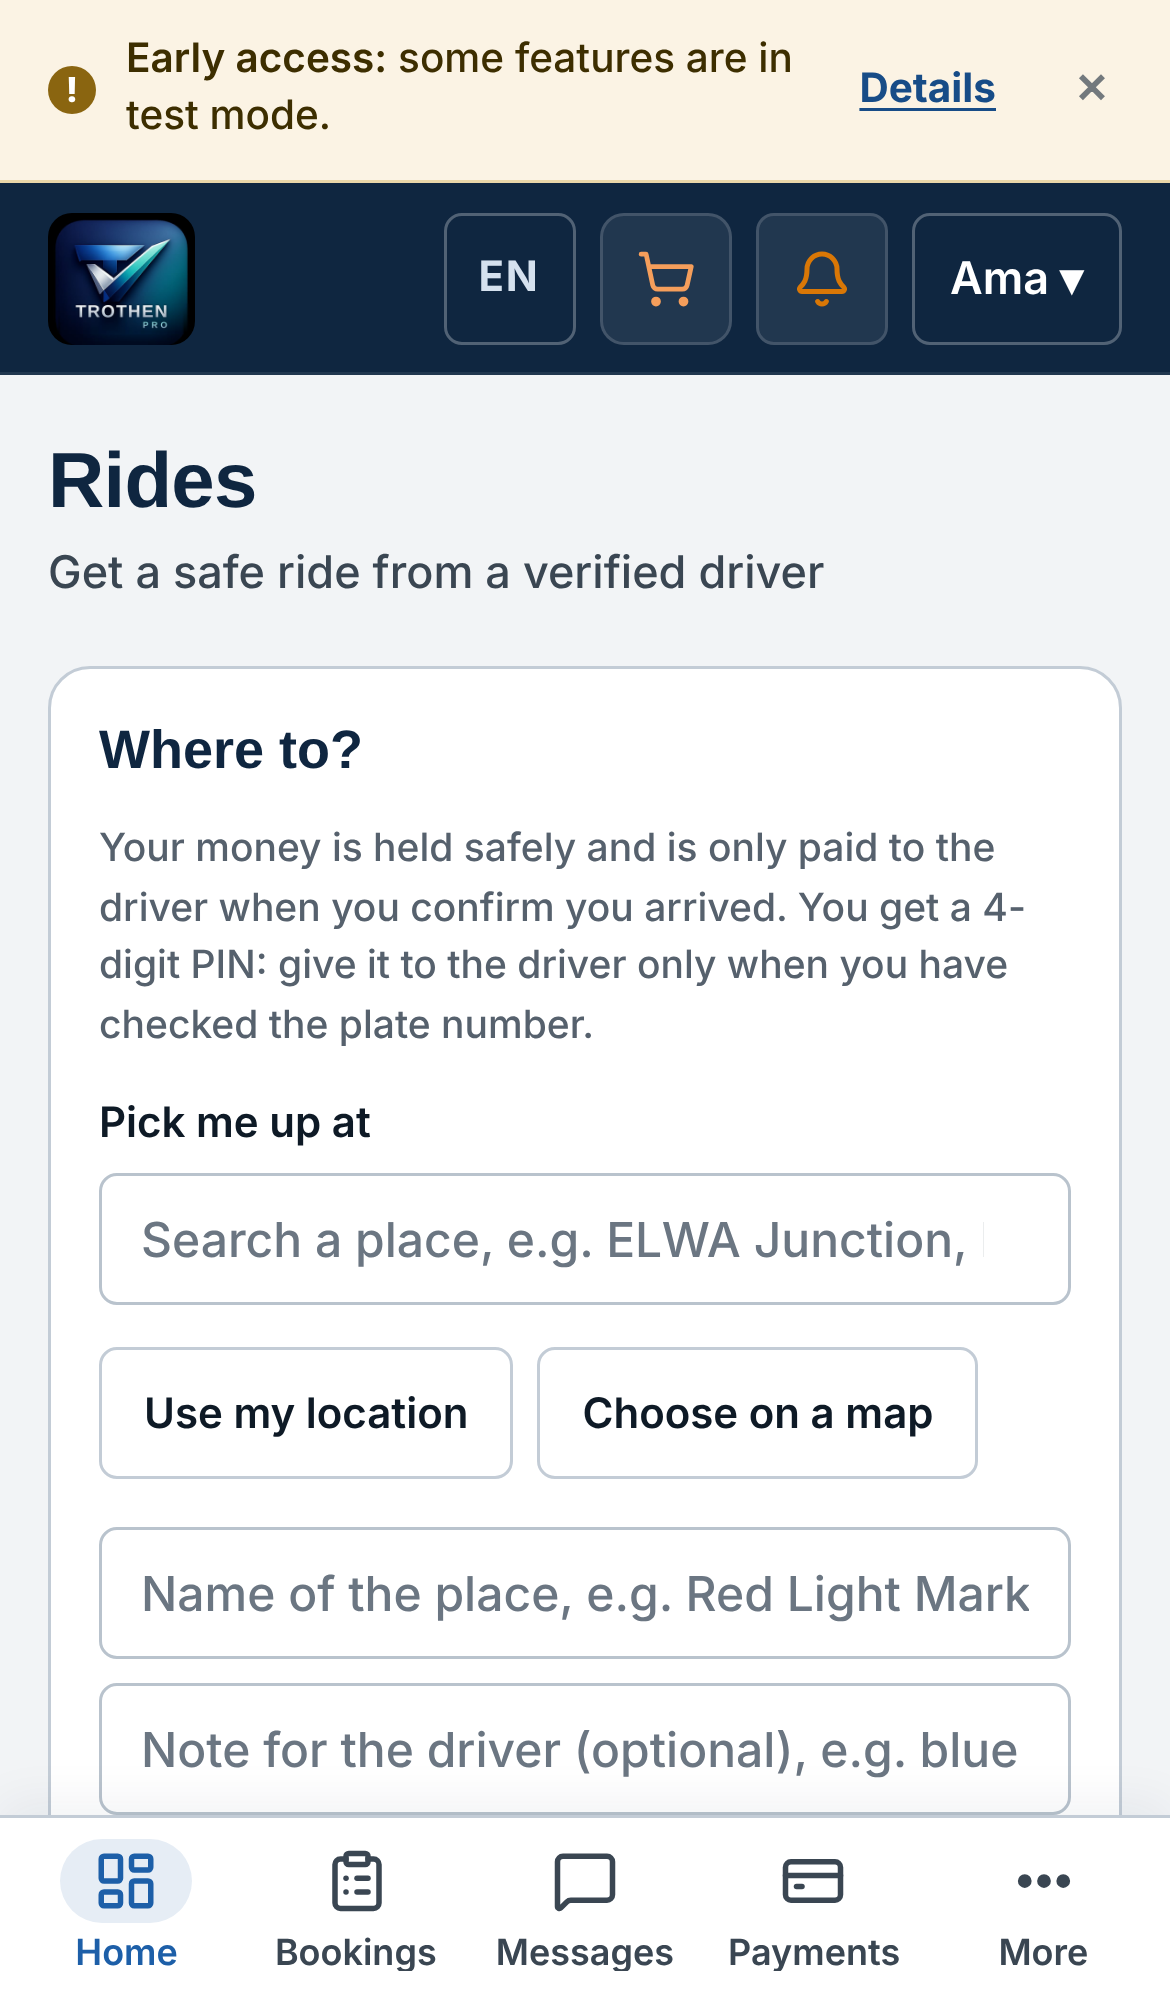 Early access: some features are in
test mode.
Details
×
TROTHEN
PRO
EN
Ama ▼
Rides
Get a safe ride from a verified driver
Where to?
Your money is held safely and is only paid to the
driver when you confirm you arrived. You get a 4-
digit PIN: give it to the driver only when you have
checked the plate number.
Pick me up at
Search a place, e.g. ELWA Junction,
Use my location
Choose on a map
Name of the place, e.g. Red Light Mark
Note for the driver (optional), e.g. blue
Home
Bookings
Messages
Payments
More